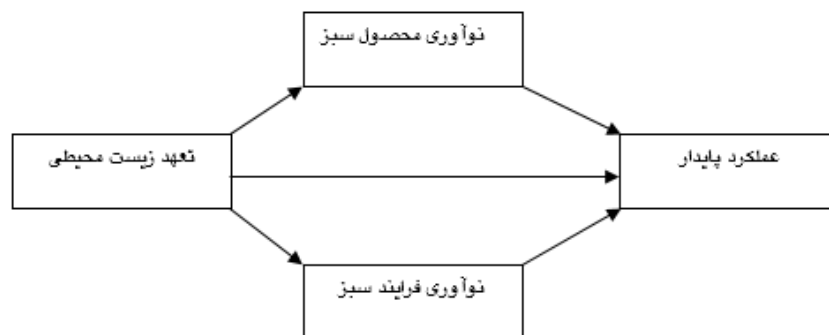 نوآوری محصول سبز
تعهد زیست محیطی
عملکرد پایدار
نوآوری فرایند سبز